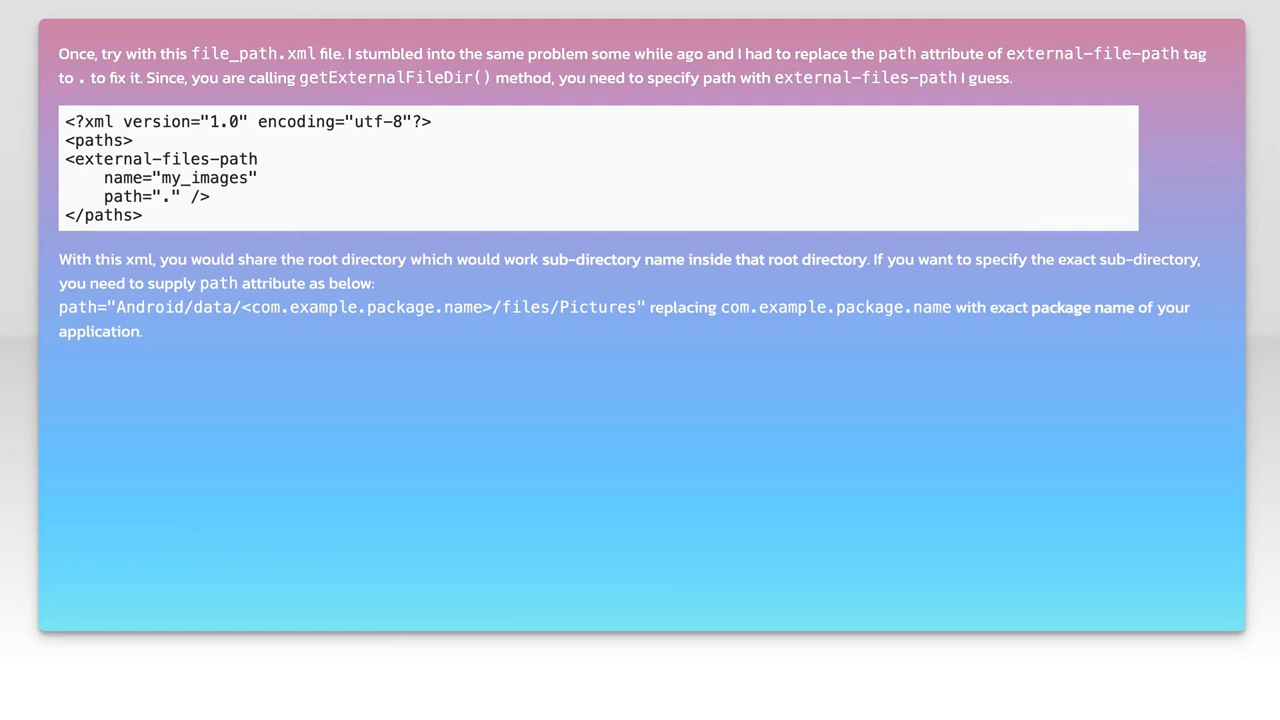 Once, try with this file_path.xml file. I stumbled into the same problem some while ago and I had to replace the path attribute of external-file-path tag
to . to fix it. Since, you are calling getExternalFileDir() method, you need to specify path with external-files-path I guess.
<?xml version="1.0" encoding="utf-8"?>
<paths>
<external-files-path
    name="my_images"
    path="." />
</paths>
With this xml, you would share the root directory which would work sub-directory name inside that root directory. If you want to specify the exact sub-directory,
you need to supply path attribute as below:
path="Android/data/<com.example.package.name>/files/Pictures" replacing com.example.package.name with exact package name of your
application.